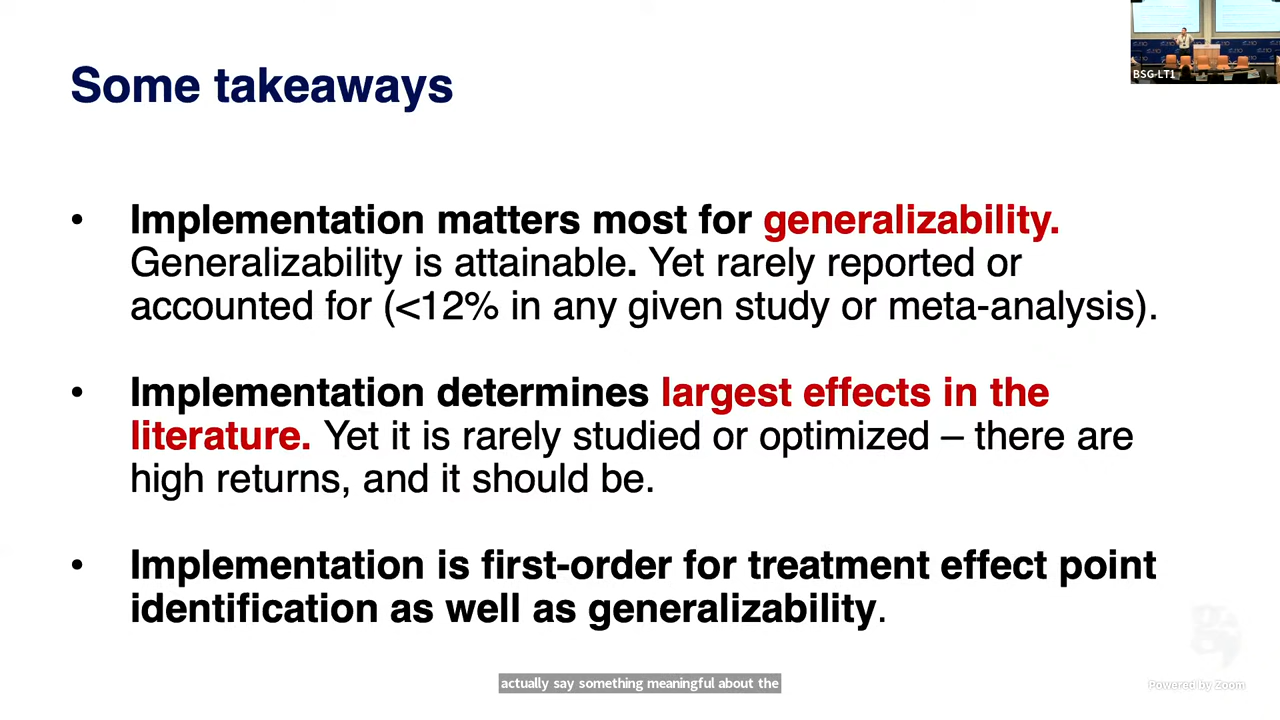 BSG-LT1
Some takeaways
• Implementation matters most for generalizability.
Generalizability is attainable. Yet rarely reported or
accounted for (<12% in any given study or meta-analysis).
• Implementation determines largest effects in the
literature. Yet it is rarely studied or optimized – there are
high returns, and it should be.
• Implementation is first-order for treatment effect point
identification as well as generalizability.
actually say something meaningful about the
Powered by Zoom